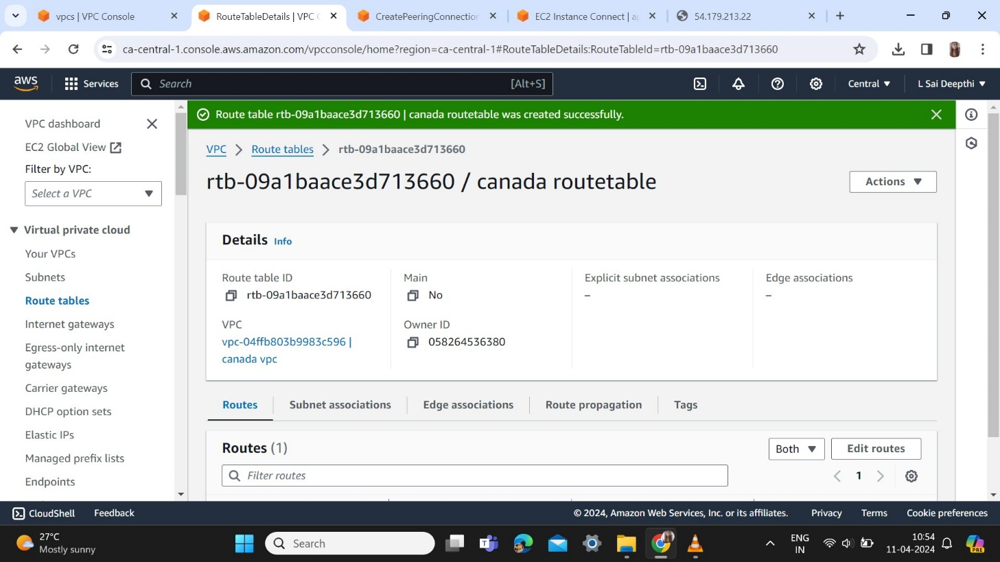 vpcs | VPC Console
RouteTableDetails | VPC C
CreatePeeringConnection
EC2 Instance Connect | ap
54.179.213.22
ca-central-1.console.aws.amazon.com/vpcconsole/home?region=ca-central-1#RouteTableDetails:RouteTableId=rtb-09a1baace3d713660
aws
Services
Search
[Alt+S]
Central
L Sai Deepthi
VPC dashboard
EC2 Global View
Filter by VPC:
Select a VPC
Virtual private cloud
Your VPCs
Subnets
Route tables
Internet gateways
Egress-only internet
gateways
Carrier gateways
DHCP option sets
Elastic IPs
Managed prefix lists
Endpoints
Route table rtb-09a1baace3d713660 | canada routetable was created successfully.
VPC > Route tables > rtb-09a1baace3d713660
rtb-09a1baace3d713660 / canada routetable
Actions
Details Info
Route table ID
rtb-09a1baace3d713660
Main
No
Explicit subnet associations
–
Edge associations
–
VPC
vpc-04ffb803b9983c596 |
canada vpc
Owner ID
058264536380
Routes
Subnet associations
Edge associations
Route propagation
Tags
Routes (1)
Both
Edit routes
Filter routes
1
CloudShell
Feedback
© 2024, Amazon Web Services, Inc. or its affiliates.
Privacy
Terms
Cookie preferences
27°C
Mostly sunny
Search
ENG
IN
10:54
11-04-2024
PRE